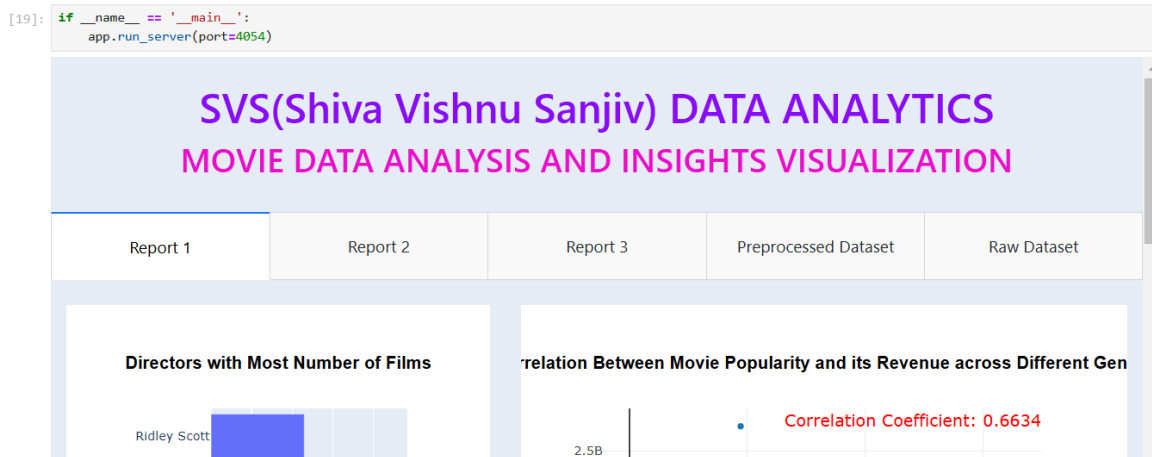 [19]: if __name__ == '__main__':
app.run_server(port=4054)
SVS(Shiva Vishnu Sanjiv) DATA ANALYTICS
MOVIE DATA ANALYSIS AND INSIGHTS VISUALIZATION
Report 1 Report 2 Report 3 Preprocessed Dataset Raw Dataset
Directors with Most Number of Films
rrelation Between Movie Popularity and its Revenue across Different Gen
Correlation Coefficient: 0.6634
Ridley Scott
2.5B